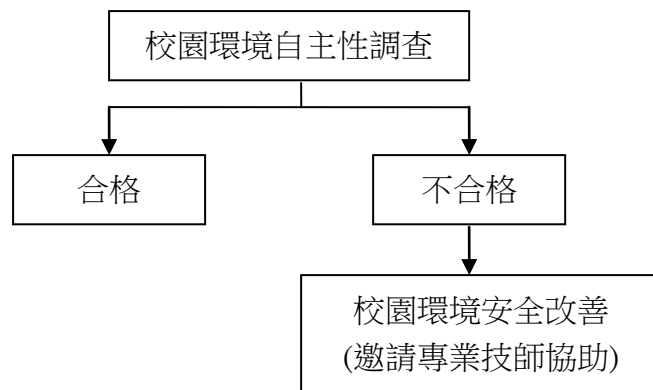 校園環境自主性調查
合格
不合格
校園環境安全改善
(邀請專業技師協助)